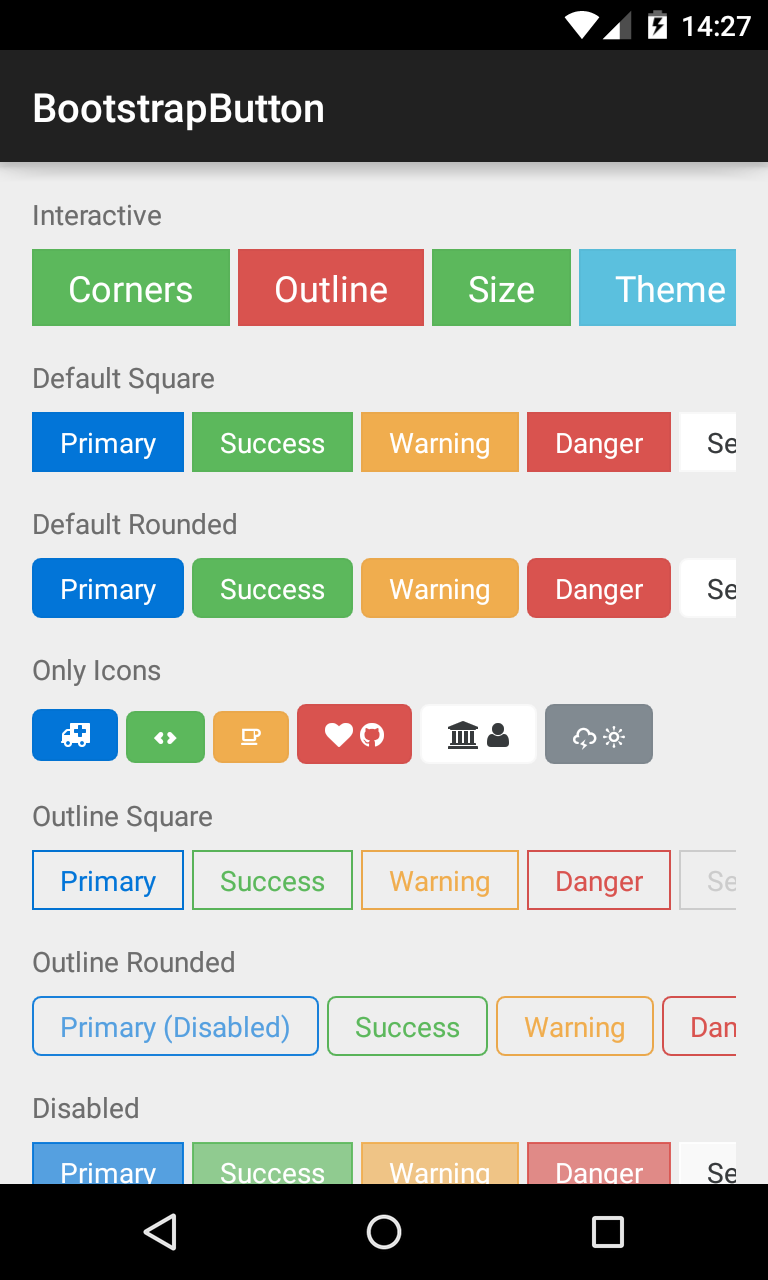 14:27
BootstrapButton
Interactive
Corners Outline Size Theme
Default Square
Primary Success Warning Danger Se
Default Rounded
Primary Success Warning Danger Se
Only Icons
Outline Square
Primary Success Warning Danger Se
Outline Rounded
Primary (Disabled) Success Warning Dan
Disabled
Primary Success Warning Danger Se